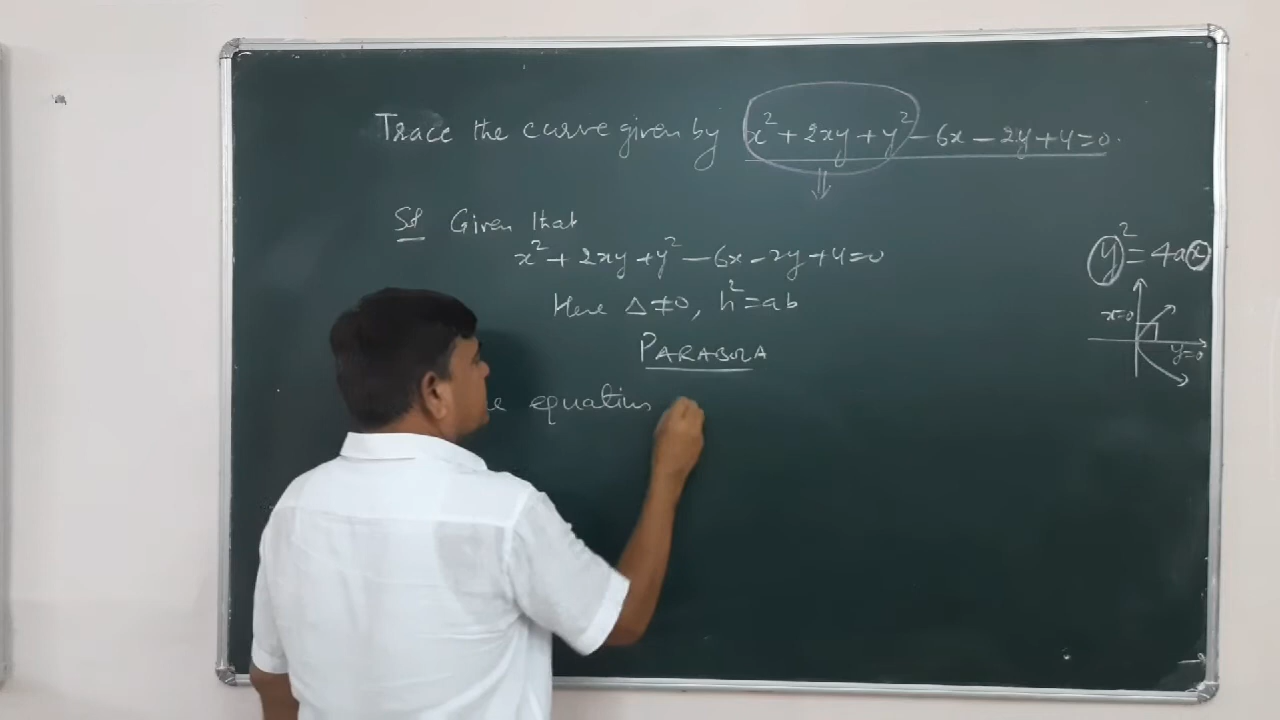 Trace the curve given by x² + 2xy + y² - 6x - 2y + 4 = 0.
Sol Given that
x² + 2xy + y² - 6x - 2y + 4 = 0
Here Δ ≠ 0, h² = ab
PARABOLA
equation
y² = 4ax
x=0
y=0